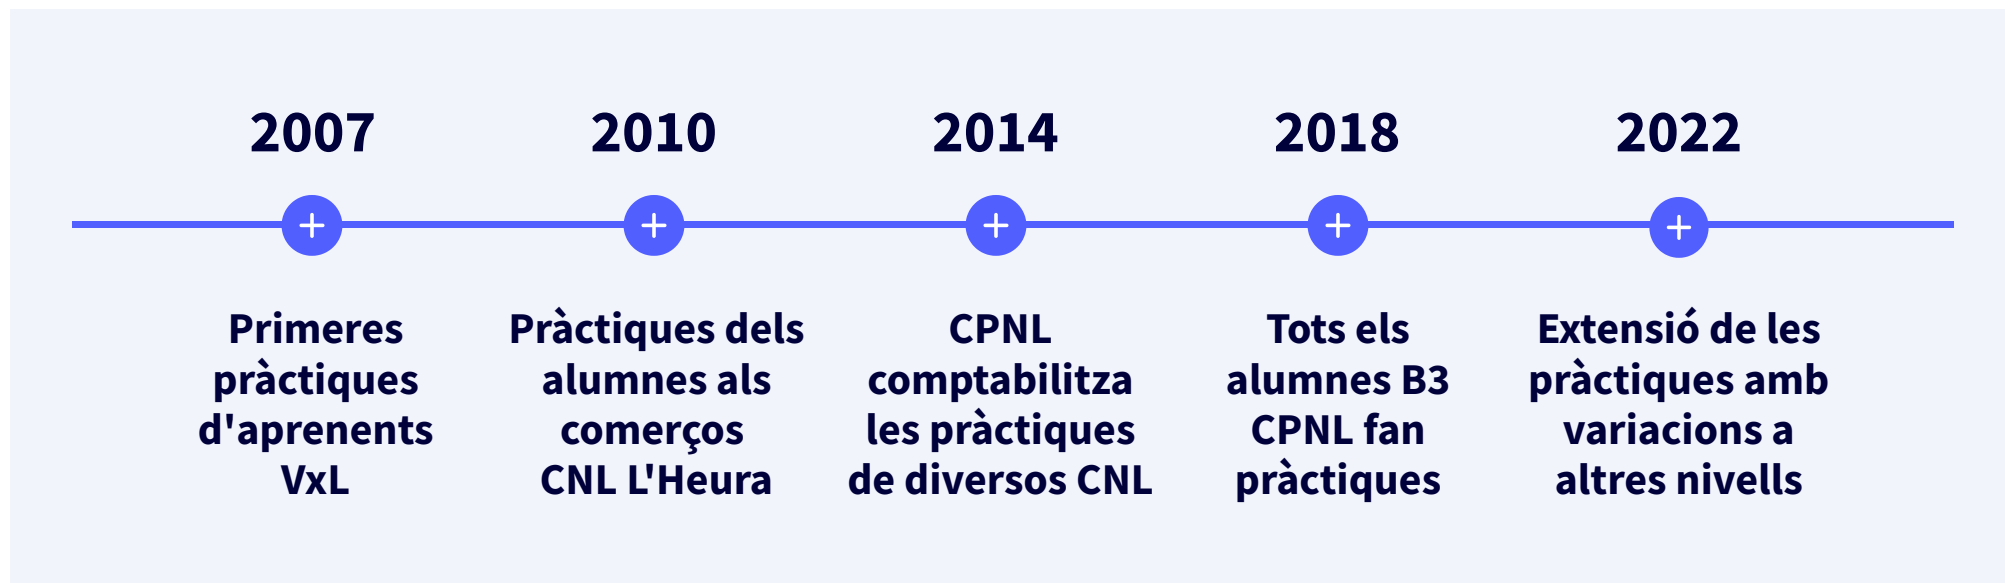 2007
2010
2014
2018
2022
Primeres
pràctiques
d'aprenents
VxL
Pràctiques dels
alumnes als
comerços
CNL L'Heura
CPNL
comptabilitza
les pràctiques
de diversos CNL
Tots els
alumnes B3
CPNL fan
pràctiques
Extensió de les
pràctiques amb
variacions a
altres nivells